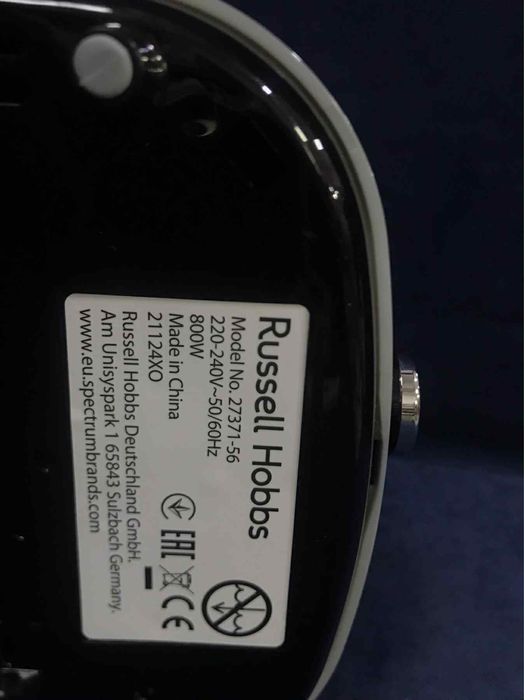 Russell Hobbs
Model No. 27371-56
220-240V~50/60Hz
800W
Made in China
21124XO
EAC CE
Russell Hobbs Deutschland GmbH.
Am Unisyspark 1 65843 Sulzbach Germany.
www.eu.spectrumbrands.com